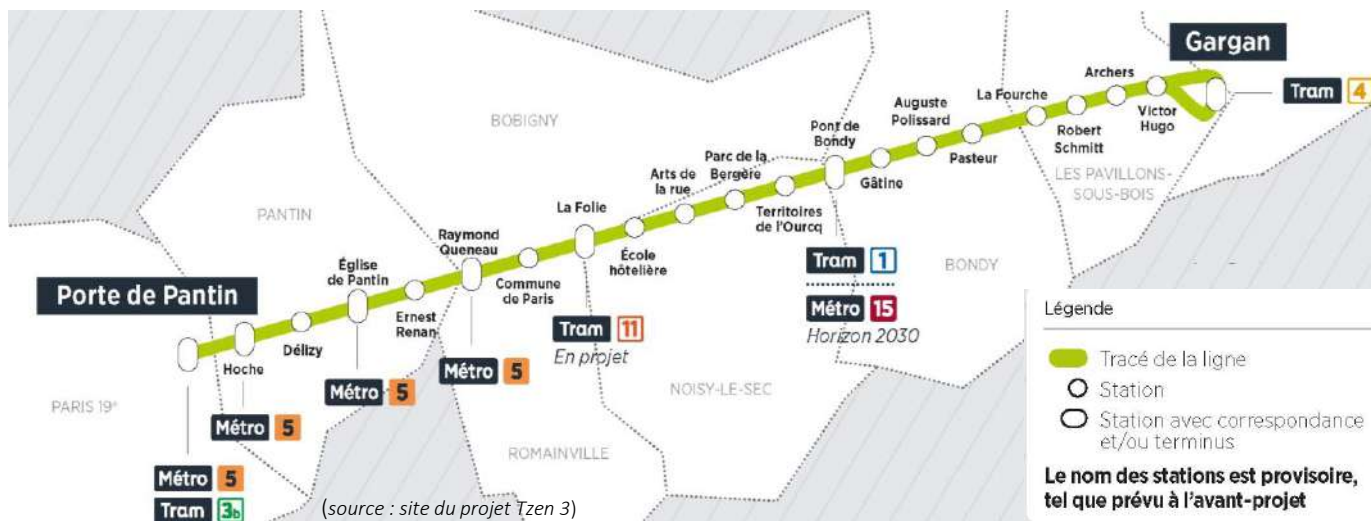 Gargan
Tram 4
Archers
La Fourche
Victor
Hugo
Auguste
Polissard
Robert
Schmitt
Pont de
Bondy
Pasteur
BOBIGNY
Parc de la
Bergère
Gâtine
LES PAVILLONS-
SOUS-BOIS
Arts de
la rue
Territoires
de l'Ourcq
La Folie
PANTIN
École
hôtelière
Raymond
Queneau
Tram 1
BONDY
Métro 15
Horizon 2030
Église
de Pantin
Commune
de Paris
Porte de Pantin
Ernest
Renan
Tram 11
En projet
Délizy
Hoche
Métro 5
Métro 5
Métro 5
NOISY-LE-SEC
PARIS 19e
ROMAINVILLE
Métro 5
Tram 3b
(source : site du projet Tzen 3)
Légende
Tracé de la ligne
Station
Station avec correspondance
et/ou terminus
Le nom des stations est provisoire,
tel que prévu à l'avant-projet